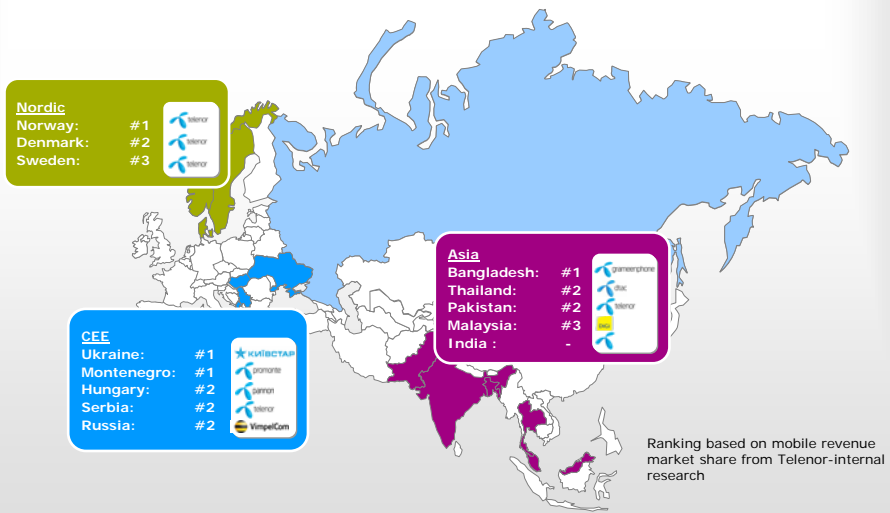 Nordic
Norway: #1 telenor
Denmark: #2 telenor
Sweden: #3 telenor
Asia
Bangladesh: #1 grameenphone
Thailand: #2 dtac
Pakistan: #2 telenor
Malaysia: #3 DiGi
India : -
CEE
Ukraine: #1 КИЇВСТАР
Montenegro: #1 promonte
Hungary: #2 pannon
Serbia: #2 telenor
Russia: #2 VimpelCom
Ranking based on mobile revenue
market share from Telenor-internal
research